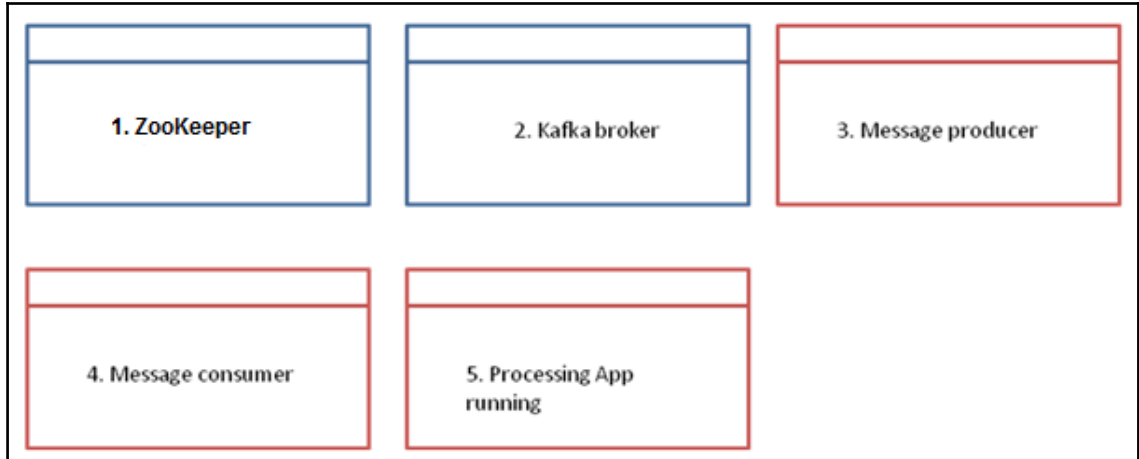 1. ZooKeeper
2. Kafka broker
3. Message producer
4. Message consumer
5. Processing App
running